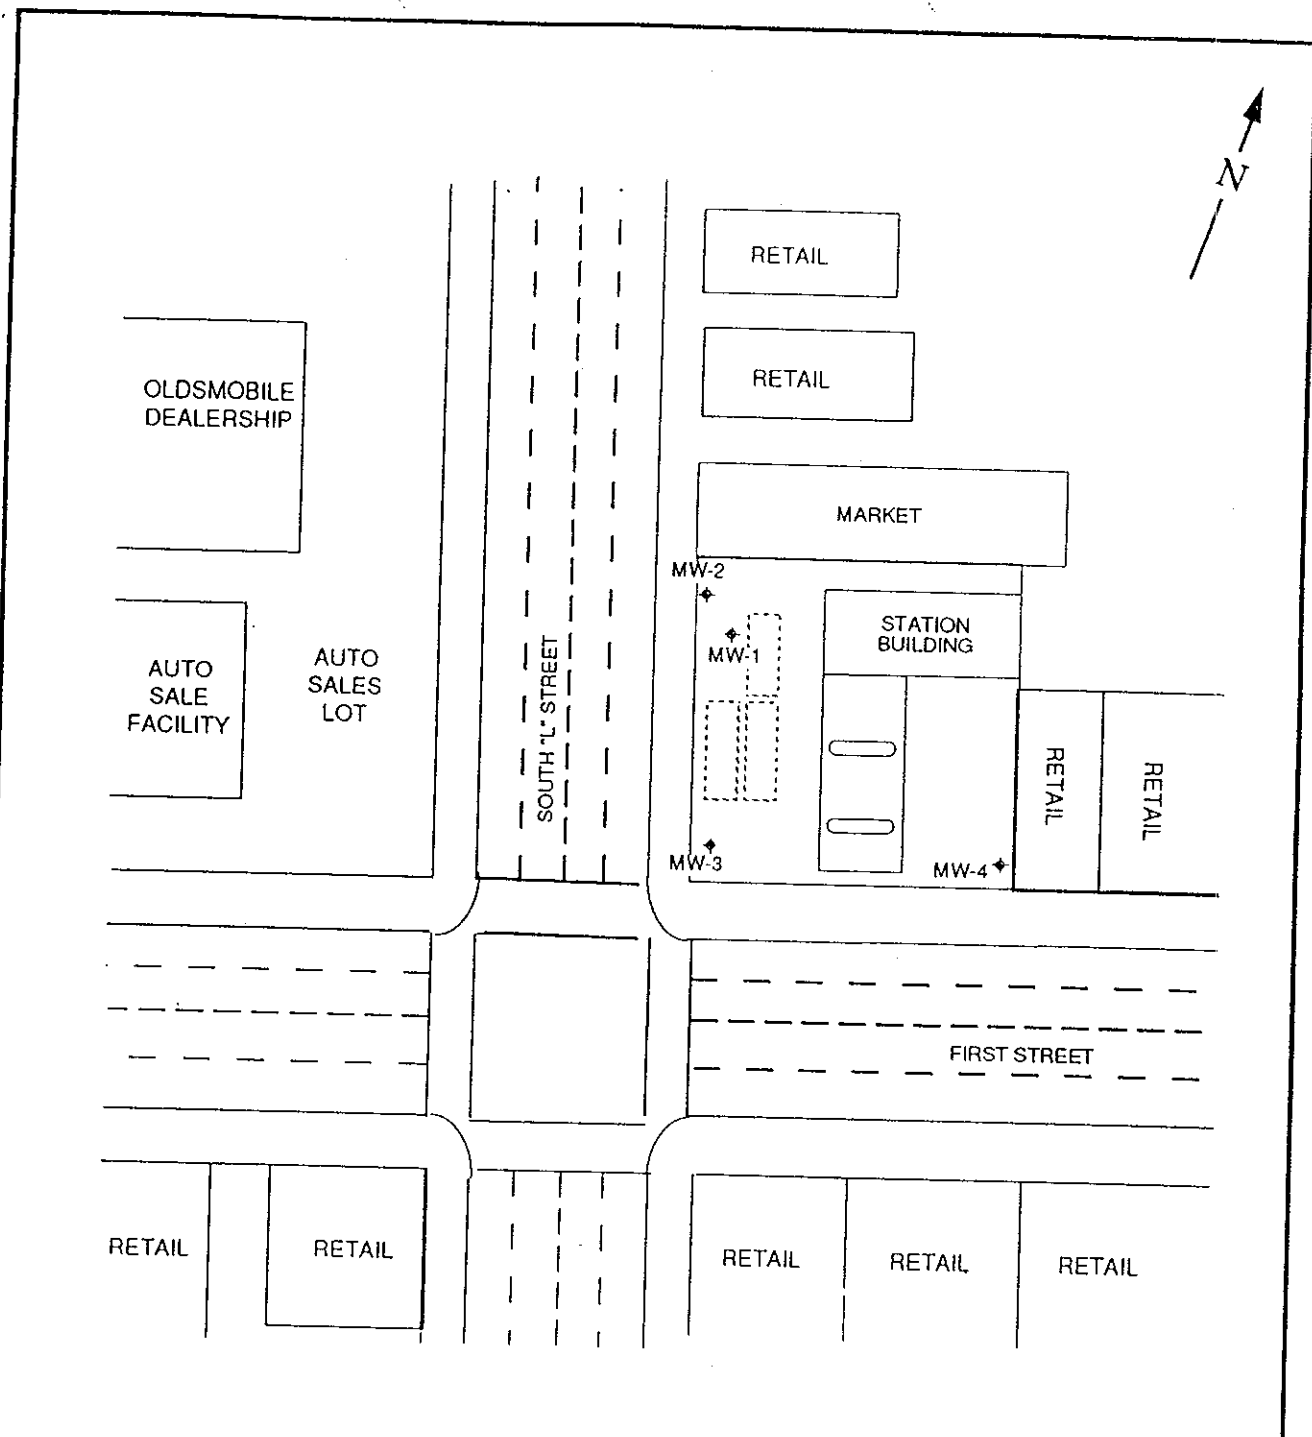 N
RETAIL
RETAIL
OLDSMOBILE
DEALERSHIP
MARKET
MW-2
STATION
BUILDING
MW-1
AUTO
SALE
FACILITY
AUTO
SALES
LOT
SOUTH "L" STREET
RETAIL
RETAIL
MW-3
MW-4
FIRST STREET
RETAIL
RETAIL
RETAIL
RETAIL
RETAIL